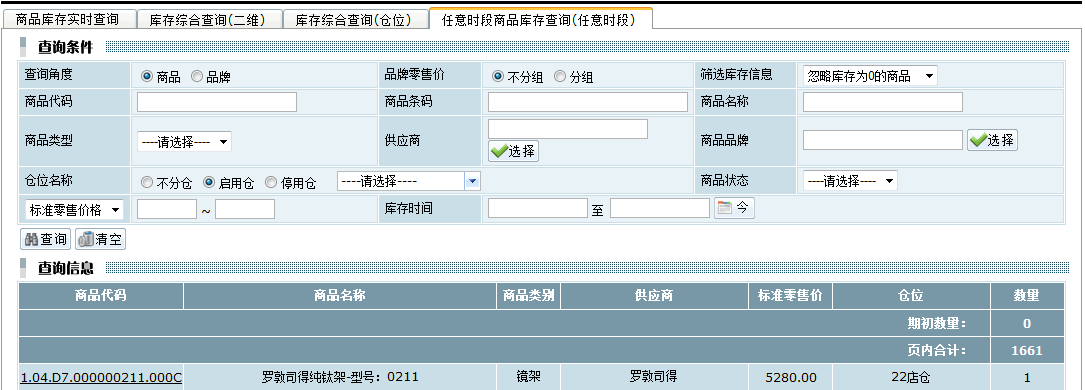 商品库存实时查询 库存综合查询(二维) 库存综合查询(仓位) 任意时段商品库存查询(任意时段)
查询条件
查询角度 商品 品牌 品牌零售价 不分组 分组 筛选库存信息 忽略库存为0的商品
商品代码 商品条码 商品名称
商品类型 ----请选择---- 供应商 选择 商品品牌 选择
仓位名称 不分仓 启用仓 停用仓 ----请选择---- 商品状态 ----请选择----
标准零售价格 ~ 库存时间 至 今
查询 清空
查询信息
商品代码 商品名称 商品类别 供应商 标准零售价 仓位 数量
期初数量： 0
页内合计： 1661
1.04.D7.000000211.000C 罗敦司得纯钛架-型号：0211 镜架 罗敦司得 5280.00 22店仓 1